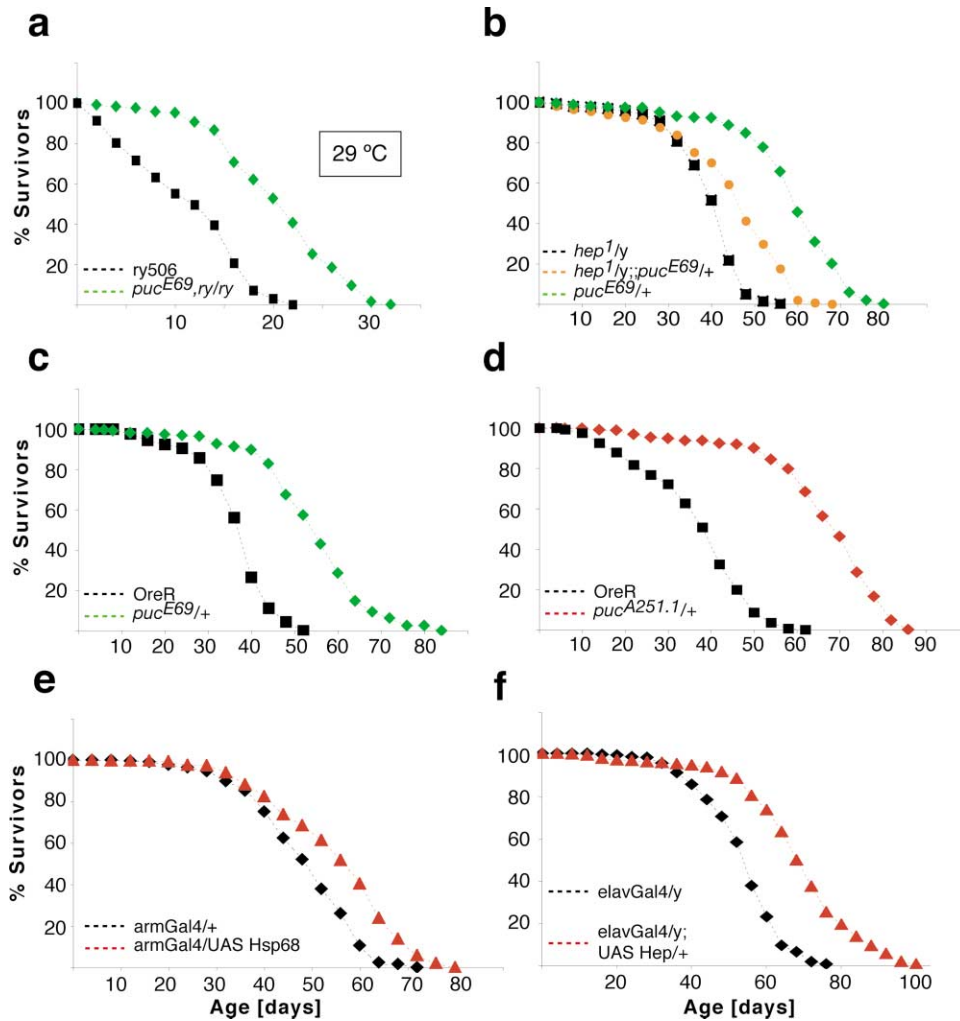 a
% Survivors
100
80
60
40
20
29 ºC
ry506
pucE69,ry/ry
10 20 30
b
100
80
60
40
20
hep1/y
hep1/y;;pucE69/+
pucE69/+
10 20 30 40 50 60 70 80
c
% Survivors
100
80
60
40
20
OreR
pucE69/+
10 20 30 40 50 60 70 80
d
100
80
60
40
20
OreR
pucA251.1/+
10 20 30 40 50 60 70 80 90
e
% Survivors
100
80
60
40
20
armGal4/+
armGal4/UAS Hsp68
10 20 30 40 50 60 70 80
Age [days]
f
100
80
60
40
20
elavGal4/y
elavGal4/y;
UAS Hep/+
20 40 60 80 100
Age [days]